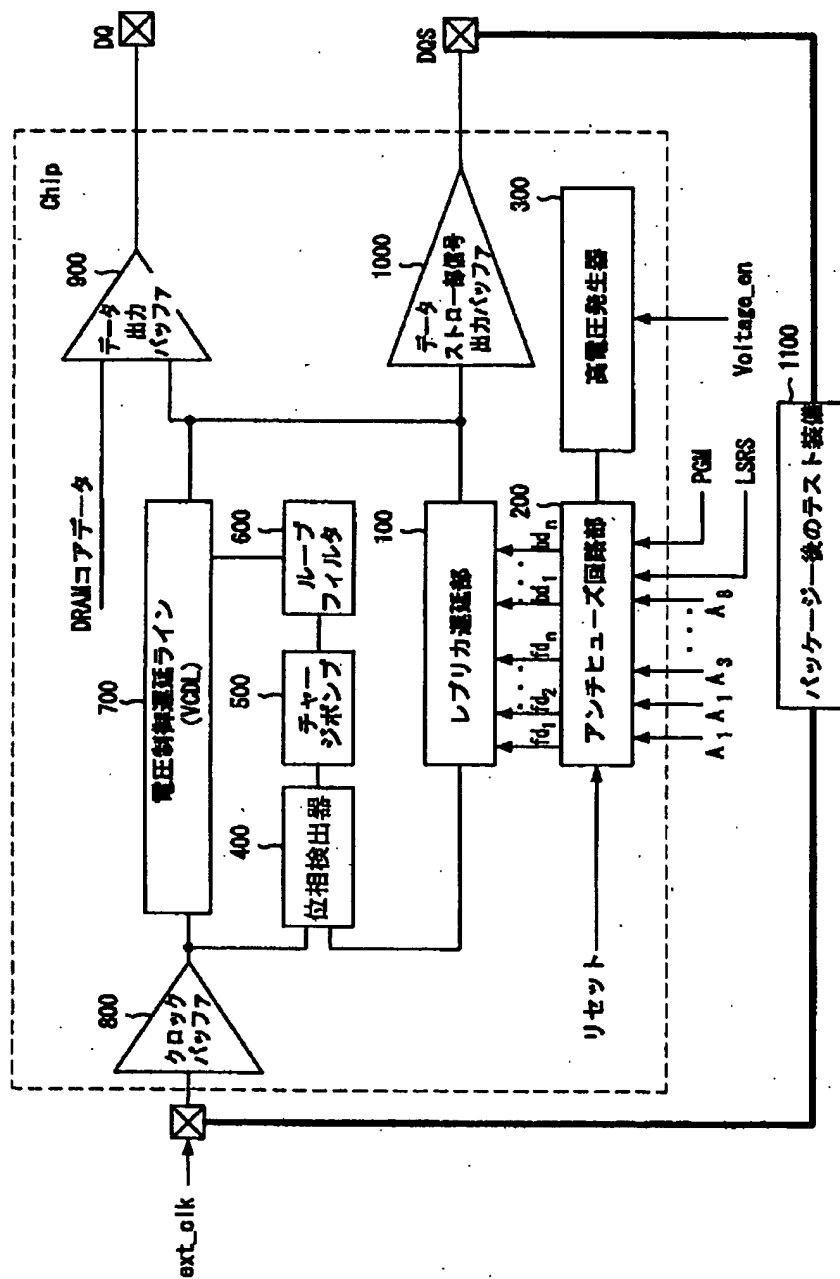 Chip
DQ
900
データ
出力
バッファ
DRAMコアデータ
DQS
1000
データ
ストロー部信号
出力バッファ
700
電圧制御遅延ライン
(VCDL)
600
ループ
フィルタ
500
チャー
ジポンプ
400
位相検出器
800
クロック
バッファ
ext_clk
100
レプリカ遅延部
fd1 fd2 ・・・ fdn bd1 ・・・ bdn
200
アンチヒューズ回路部
300
高電圧発生器
リセット
A1 A1 A3 ・・・ A8
LSRS
PGM
Voltage_en
1100
パッケージー後のテスト装備